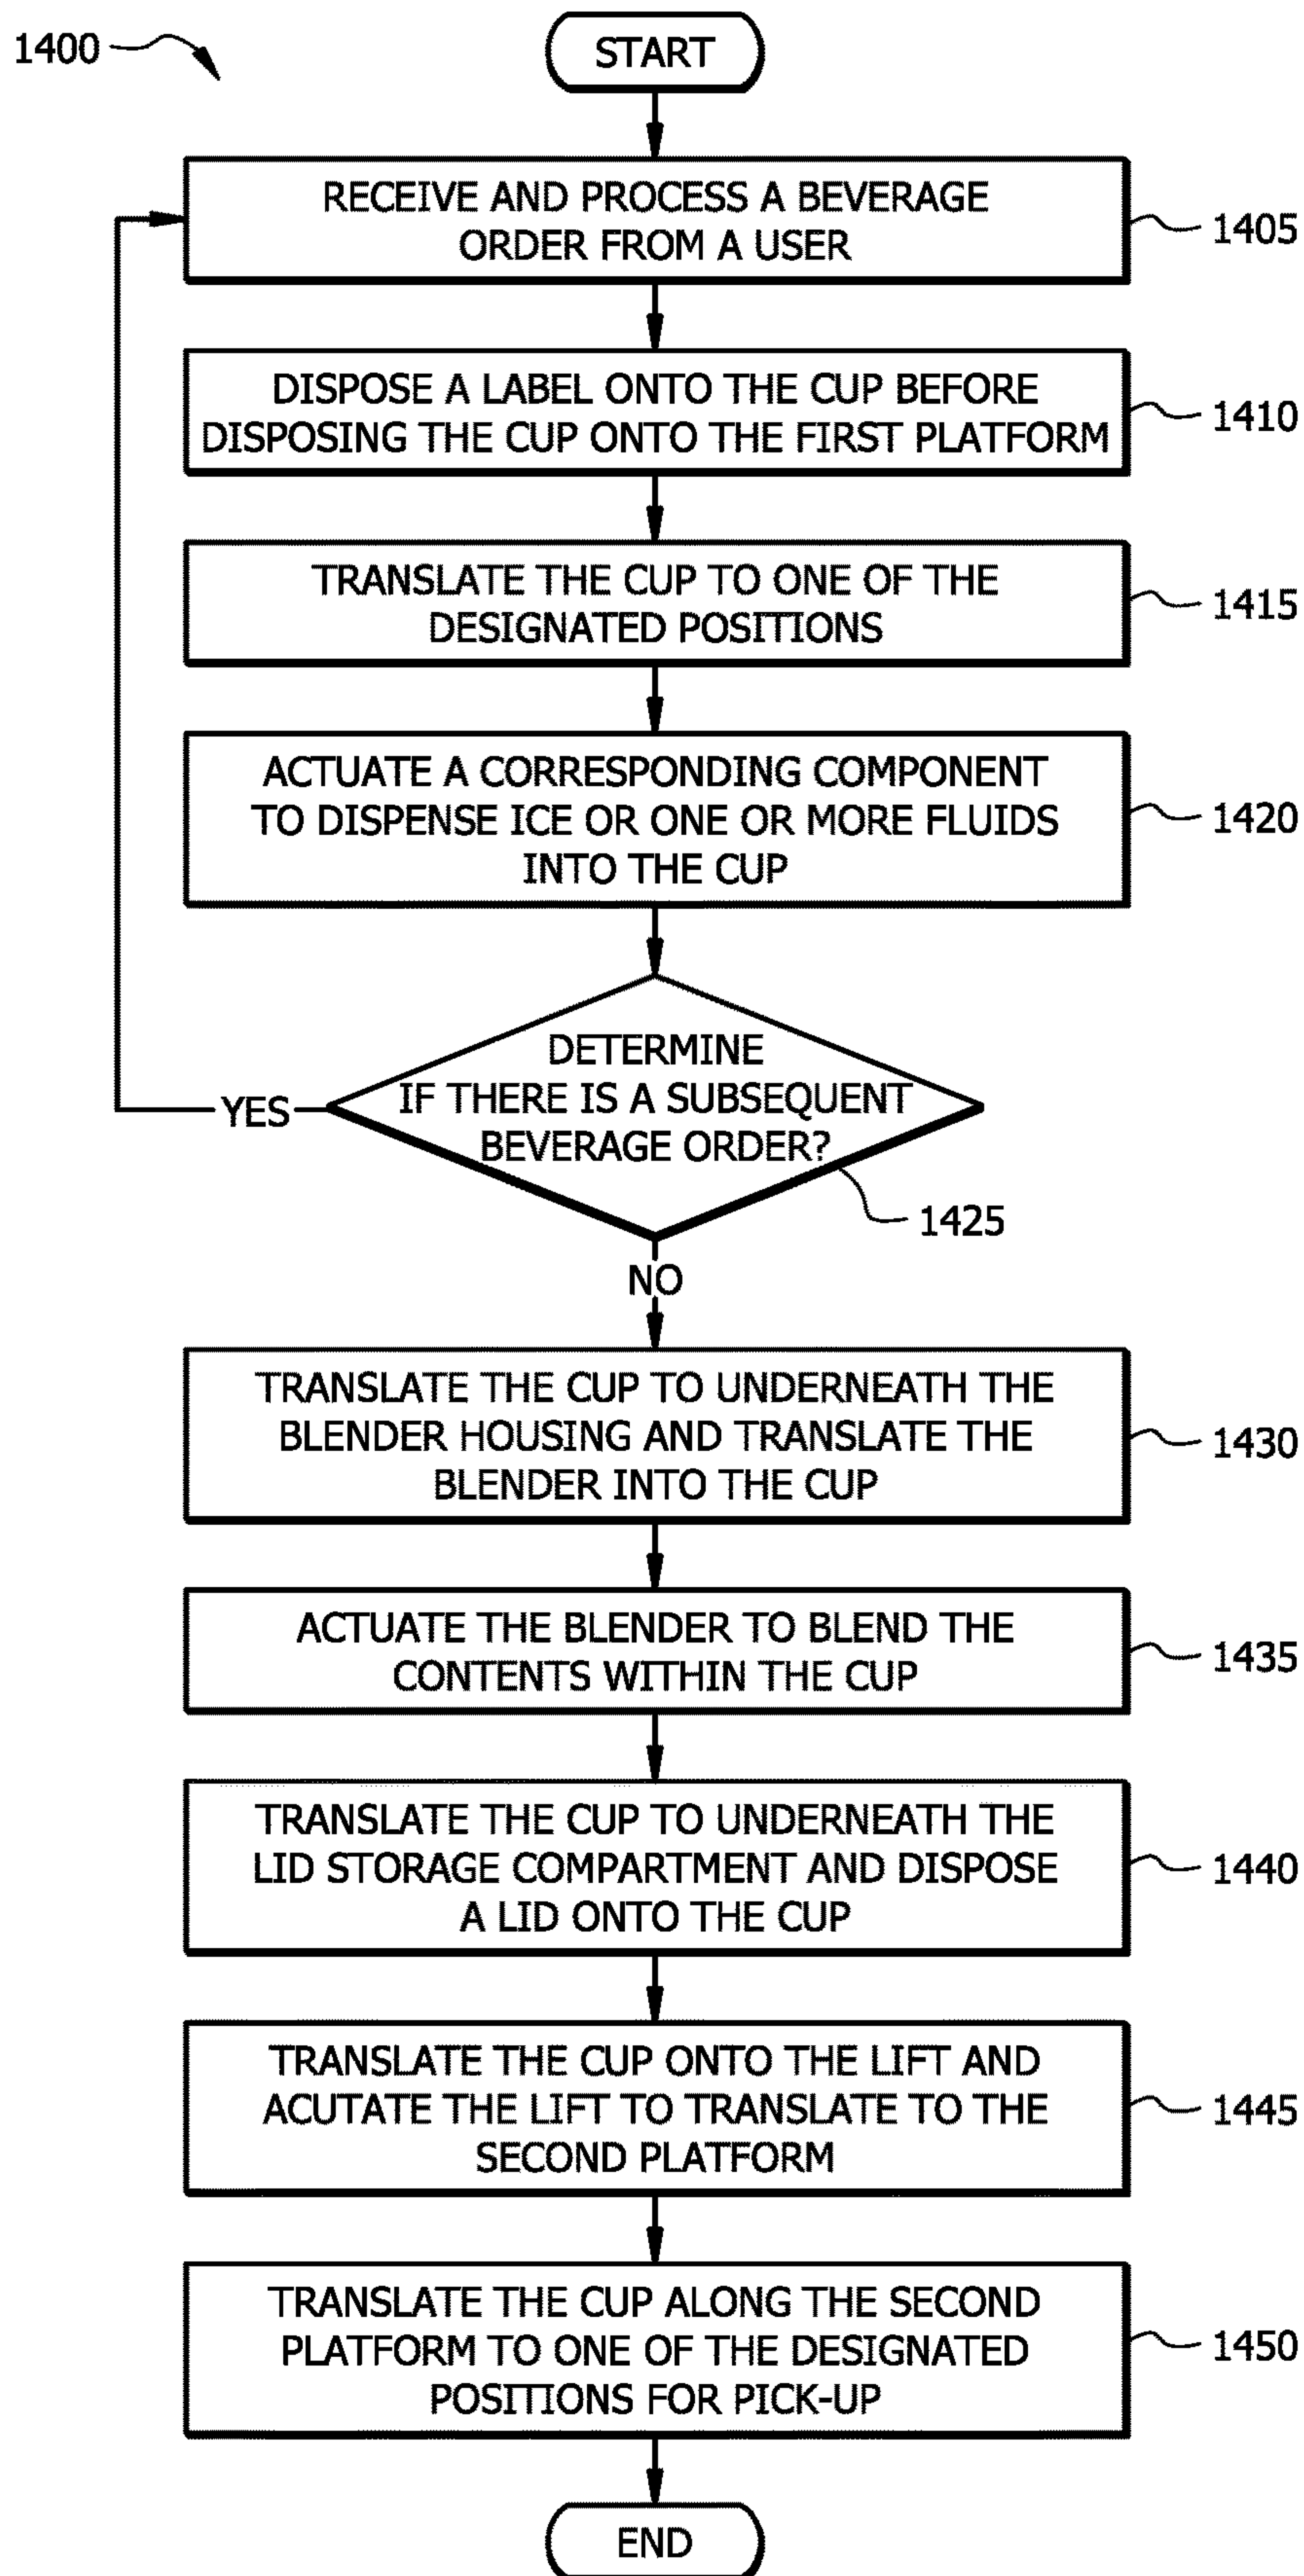 1400
START
RECEIVE AND PROCESS A BEVERAGE
ORDER FROM A USER
1405
DISPOSE A LABEL ONTO THE CUP BEFORE
DISPOSING THE CUP ONTO THE FIRST PLATFORM
1410
TRANSLATE THE CUP TO ONE OF THE
DESIGNATED POSITIONS
1415
ACTUATE A CORRESPONDING COMPONENT
TO DISPENSE ICE OR ONE OR MORE FLUIDS
INTO THE CUP
1420
DETERMINE
IF THERE IS A SUBSEQUENT
BEVERAGE ORDER?
YES
1425
NO
TRANSLATE THE CUP TO UNDERNEATH THE
BLENDER HOUSING AND TRANSLATE THE
BLENDER INTO THE CUP
1430
ACTUATE THE BLENDER TO BLEND THE
CONTENTS WITHIN THE CUP
1435
TRANSLATE THE CUP TO UNDERNEATH THE
LID STORAGE COMPARTMENT AND DISPOSE
A LID ONTO THE CUP
1440
TRANSLATE THE CUP ONTO THE LIFT AND
ACUTATE THE LIFT TO TRANSLATE TO THE
SECOND PLATFORM
1445
TRANSLATE THE CUP ALONG THE SECOND
PLATFORM TO ONE OF THE DESIGNATED
POSITIONS FOR PICK-UP
1450
END